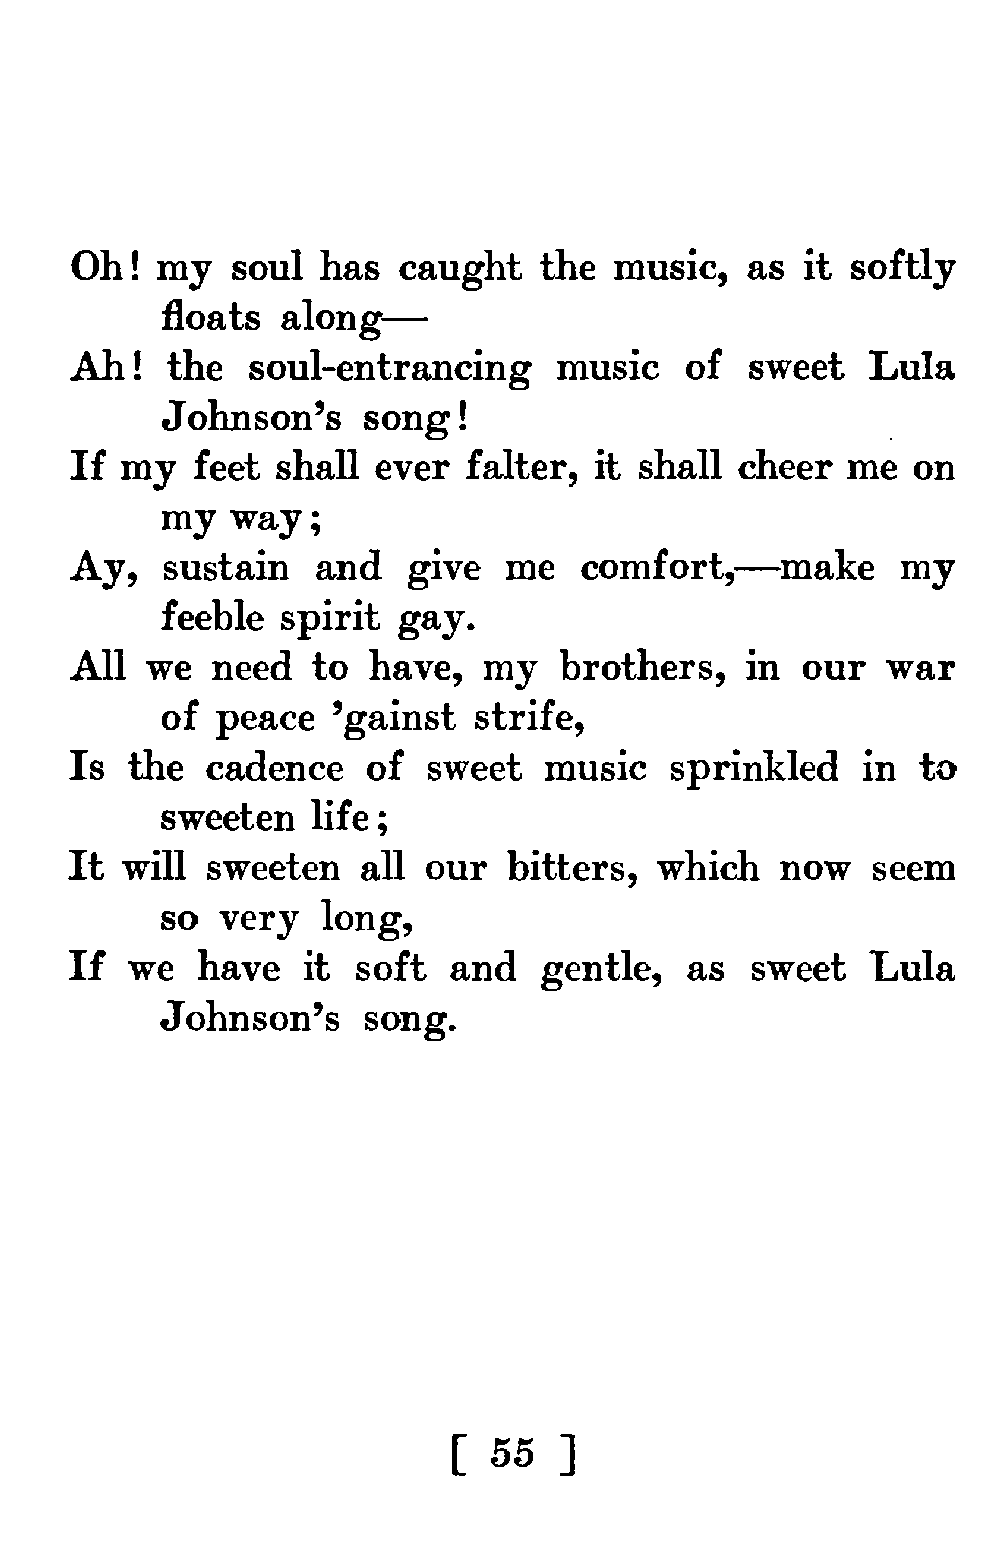 Oh! my soul has caught the music, as it softly
floats along—
Ah! the soul-entrancing music of sweet Lula
Johnson's song!
If my feet shall ever falter, it shall cheer me on
my way;
Ay, sustain and give me comfort,—make my
feeble spirit gay.
All we need to have, my brothers, in our war
of peace 'gainst strife,
Is the cadence of sweet music sprinkled in to
sweeten life;
It will sweeten all our bitters, which now seem
so very long,
If we have it soft and gentle, as sweet Lula
Johnson's song.
[ 55 ]